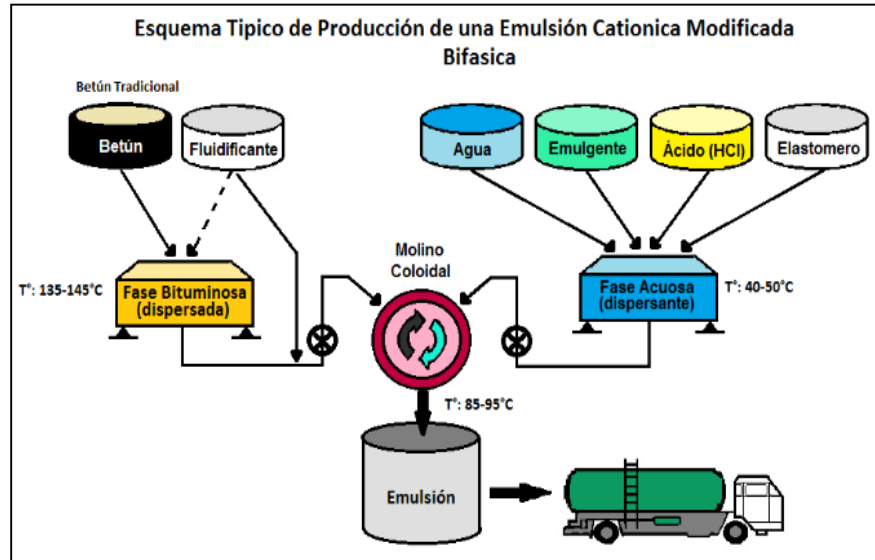 Esquema Tipico de Producción de una Emulsión Cationica Modificada
Bifasica
Betún Tradicional
Betún
Fluidificante
Agua
Emulgente
Ácido (HCl)
Elastomero
T°: 135-145°C
Fase Bituminosa
(dispersada)
Molino
Coloidal
Fase Acuosa
(dispersante)
T°: 40-50°C
T°: 85-95°C
Emulsión